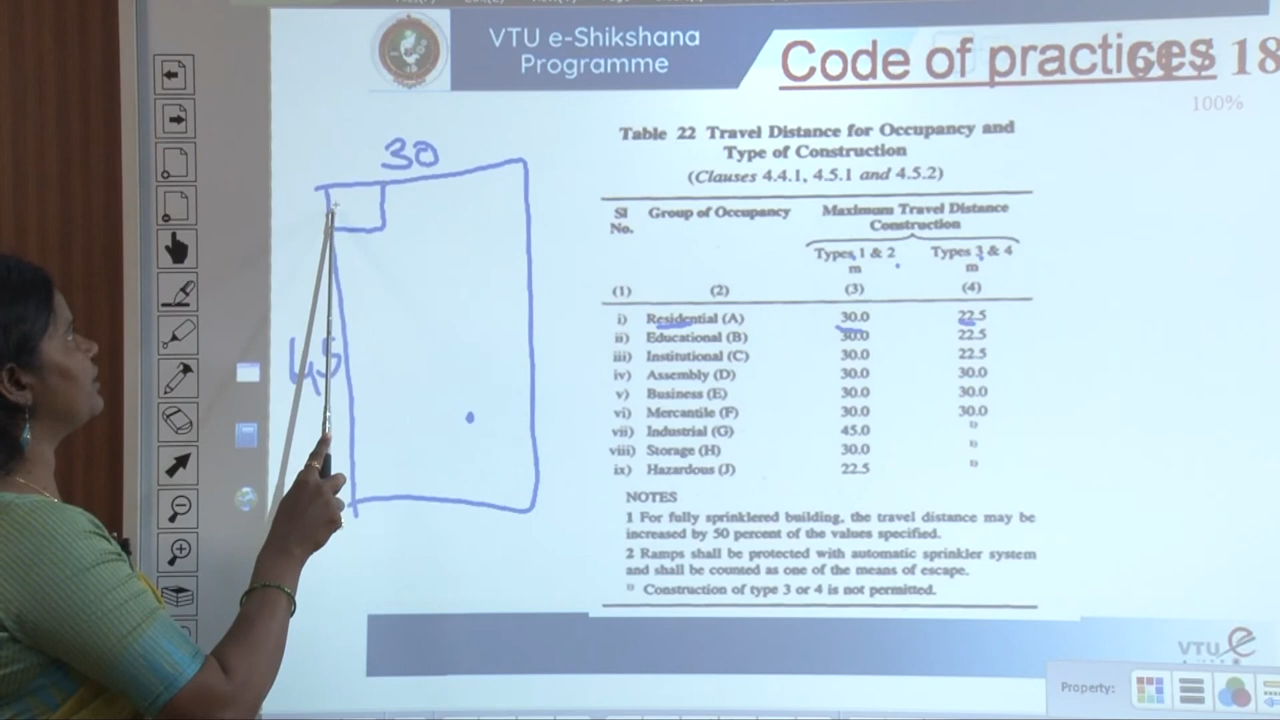 VTU e-Shikshana
Programme
Code of practices
18
100%
30
45
Table 22 Travel Distance for Occupancy and
Type of Construction
(Clauses 4.4.1, 4.5.1 and 4.5.2)
Sl No. Group of Occupancy Maximum Travel Distance Construction
Types 1 & 2 m Types 3 & 4 m
(1) (2) (3) (4)
i) Residential (A) 30.0 22.5
ii) Educational (B) 30.0 22.5
iii) Institutional (C) 30.0 22.5
iv) Assembly (D) 30.0 30.0
v) Business (E) 30.0 30.0
vi) Mercantile (F) 30.0 30.0
vii) Industrial (G) 45.0 1)
viii) Storage (H) 30.0 1)
ix) Hazardous (J) 22.5 1)
NOTES
1 For fully sprinklered building, the travel distance may be
increased by 50 percent of the values specified.
2 Ramps shall be protected with automatic sprinkler system
and shall be counted as one of the means of escape.
1) Construction of type 3 or 4 is not permitted.
VTU e
Property: